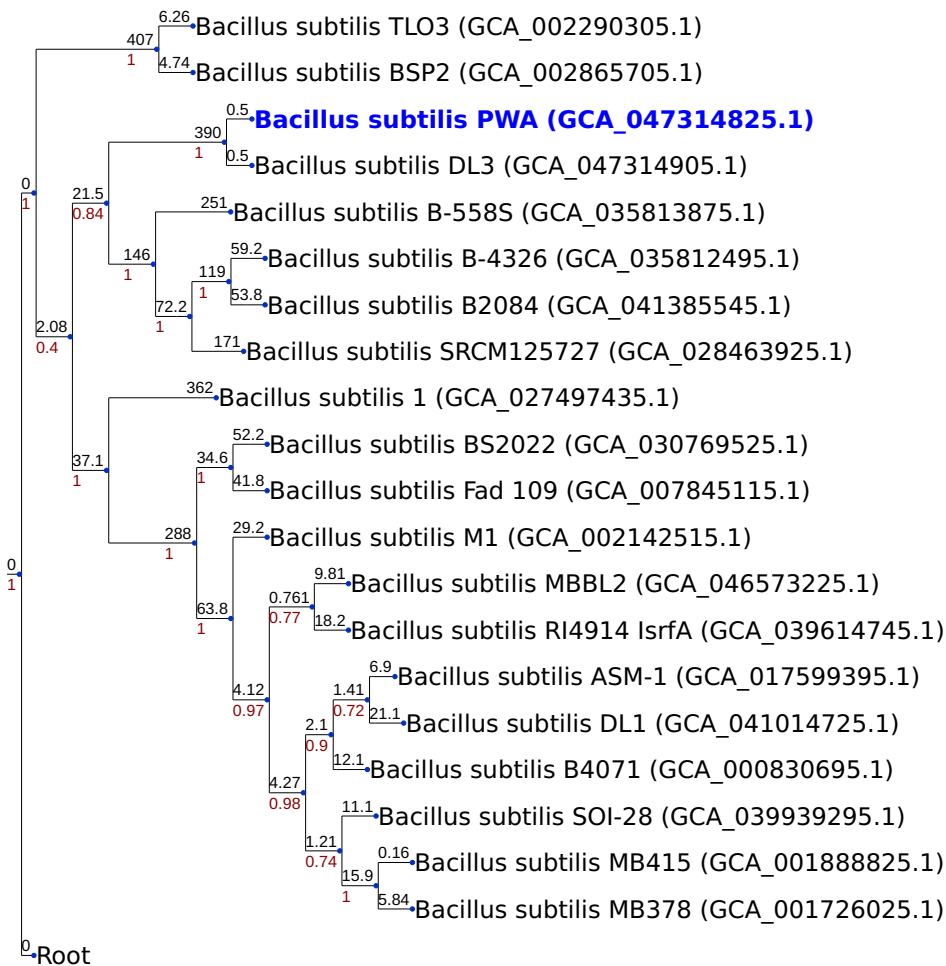 6.26
Bacillus subtilis TLO3 (GCA_002290305.1)
407
1
4.74
Bacillus subtilis BSP2 (GCA_002865705.1)
0.5
Bacillus subtilis PWA (GCA_047314825.1)
390
1
0.5
Bacillus subtilis DL3 (GCA_047314905.1)
0
1
21.5
0.84
251
Bacillus subtilis B-558S (GCA_035813875.1)
146
1
59.2
Bacillus subtilis B-4326 (GCA_035812495.1)
119
1
53.8
Bacillus subtilis B2084 (GCA_041385545.1)
72.2
1
2.08
0.4
171
Bacillus subtilis SRCM125727 (GCA_028463925.1)
362
Bacillus subtilis 1 (GCA_027497435.1)
37.1
1
52.2
Bacillus subtilis BS2022 (GCA_030769525.1)
34.6
1
41.8
Bacillus subtilis Fad 109 (GCA_007845115.1)
288
1
29.2
Bacillus subtilis M1 (GCA_002142515.1)
0
1
9.81
Bacillus subtilis MBBL2 (GCA_046573225.1)
0.761
0.77
63.8
1
18.2
Bacillus subtilis RI4914 IsrfA (GCA_039614745.1)
6.9
Bacillus subtilis ASM-1 (GCA_017599395.1)
4.12
0.97
1.41
0.72
21.1
Bacillus subtilis DL1 (GCA_041014725.1)
2.1
0.9
12.1
Bacillus subtilis B4071 (GCA_000830695.1)
4.27
0.98
11.1
Bacillus subtilis SOI-28 (GCA_039939295.1)
1.21
0.74
0.16
Bacillus subtilis MB415 (GCA_001888825.1)
15.9
1
5.84
Bacillus subtilis MB378 (GCA_001726025.1)
0
Root